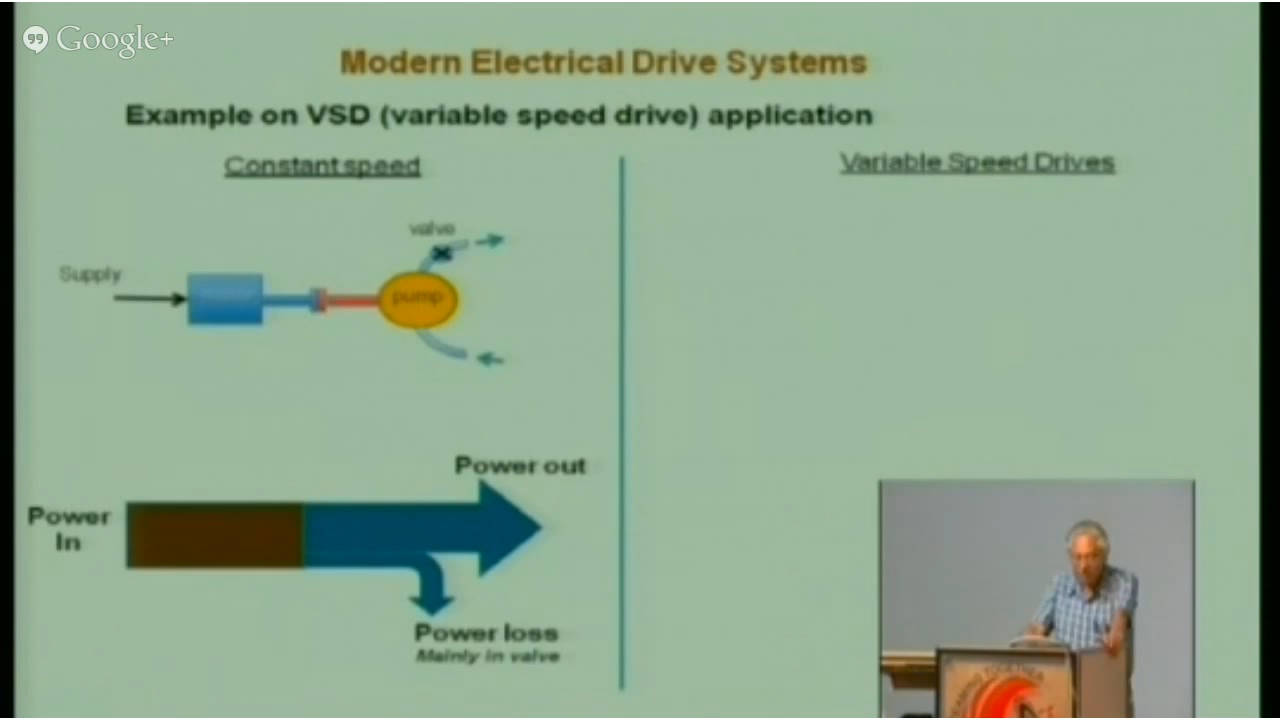 Google+
Modern Electrical Drive Systems
Example on VSD (variable speed drive) application
Constant speed
Variable Speed Drives
valve
Supply
pump
Power out
Power
In
Power loss
Mainly in valve
TOGETHER